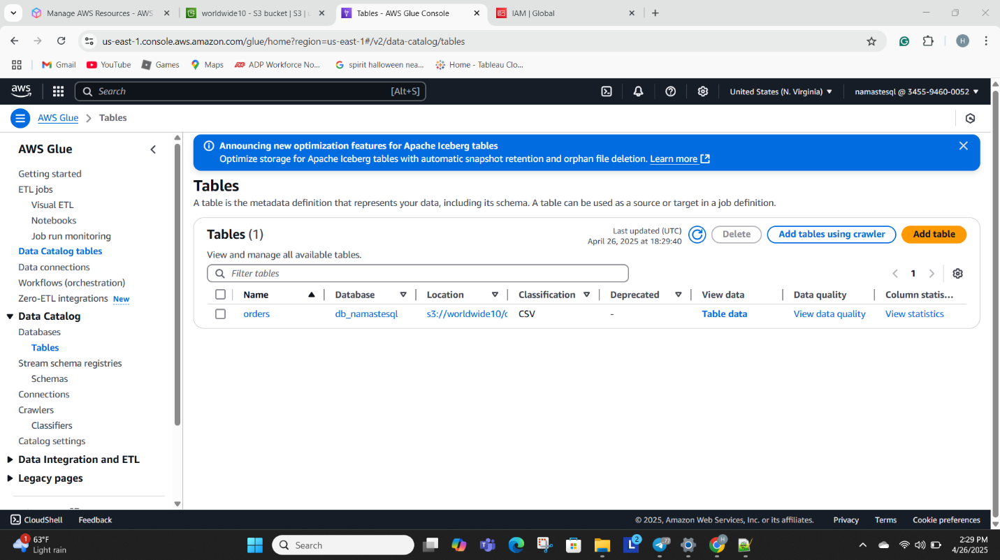 Manage AWS Resources - AWS
worldwide10 - S3 bucket | S3 | u
Tables - AWS Glue Console
IAM | Global
us-east-1.console.aws.amazon.com/glue/home?region=us-east-1#/v2/data-catalog/tables
H
Gmail
YouTube
Games
Maps
ADP Workforce No...
spirit halloween nea...
Home - Tableau Clo...
aws
Search
[Alt+S]
United States (N. Virginia)
namastesql @ 3455-9460-0052
AWS Glue
Tables
AWS Glue
Getting started
ETL jobs
Visual ETL
Notebooks
Job run monitoring
Data Catalog tables
Data connections
Workflows (orchestration)
Zero-ETL integrations New
Data Catalog
Databases
Tables
Stream schema registries
Schemas
Connections
Crawlers
Classifiers
Catalog settings
Data Integration and ETL
Legacy pages
Announcing new optimization features for Apache Iceberg tables
Optimize storage for Apache Iceberg tables with automatic snapshot retention and orphan file deletion. Learn more
Tables
A table is the metadata definition that represents your data, including its schema. A table can be used as a source or target in a job definition.
Tables (1)
Last updated (UTC)
April 26, 2025 at 18:29:40
Delete
Add tables using crawler
Add table
View and manage all available tables.
Filter tables
1
Name Database Location Classification Deprecated View data Data quality Column statis...
orders db_namastesql s3://worldwide10/c CSV - Table data View data quality View statistics
CloudShell
Feedback
© 2025, Amazon Web Services, Inc. or its affiliates.
Privacy
Terms
Cookie preferences
1
63°F
Light rain
Search
2
77
H
2:29 PM
4/26/2025